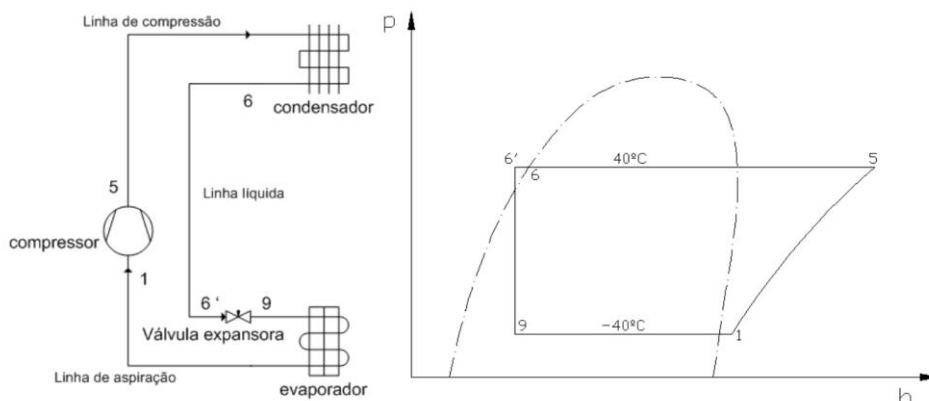 Linha de compressão
6
condensador
5
Linha líquida
compressor
1
6 '
9
Válvula expansora
Linha de aspiração
evaporador
p
6'
6
40ºC
5
9
-40ºC
1
h